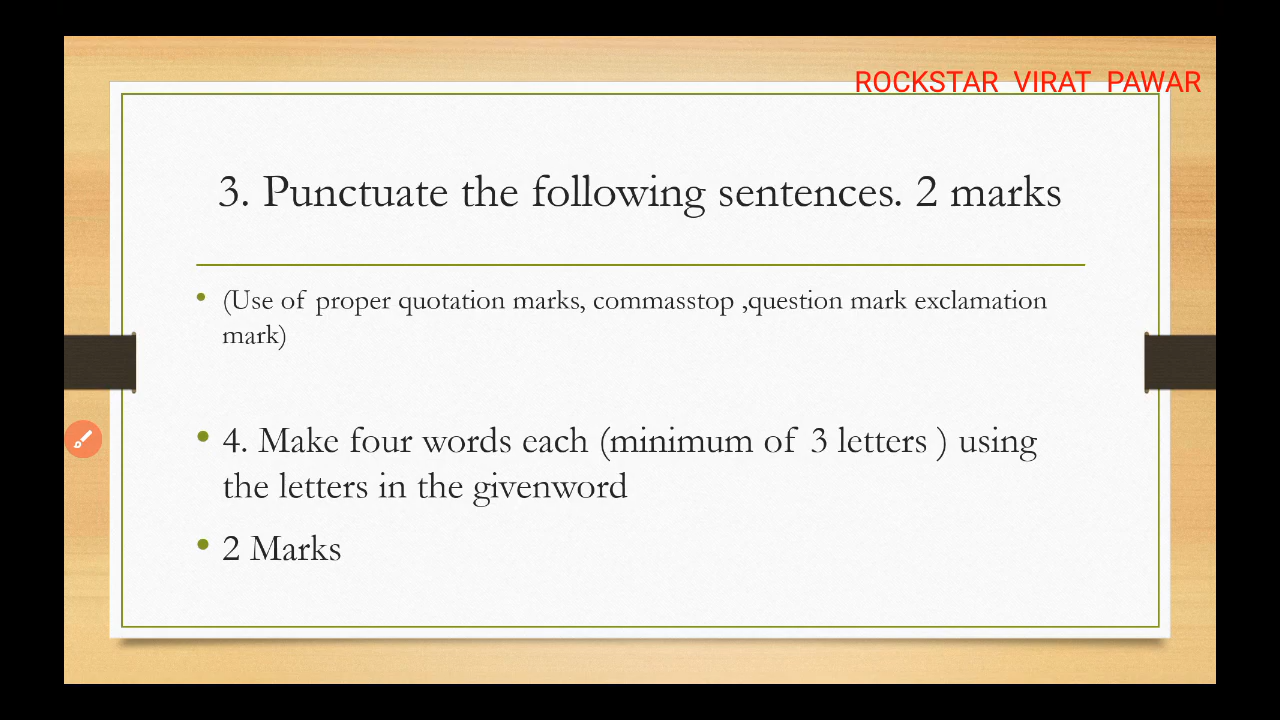 ROCKSTAR VIRAT PAWAR
3. Punctuate the following sentences. 2 marks
• (Use of proper quotation marks, commasstop ,question mark exclamation
mark)
• 4. Make four words each (minimum of 3 letters ) using
the letters in the givenword
• 2 Marks